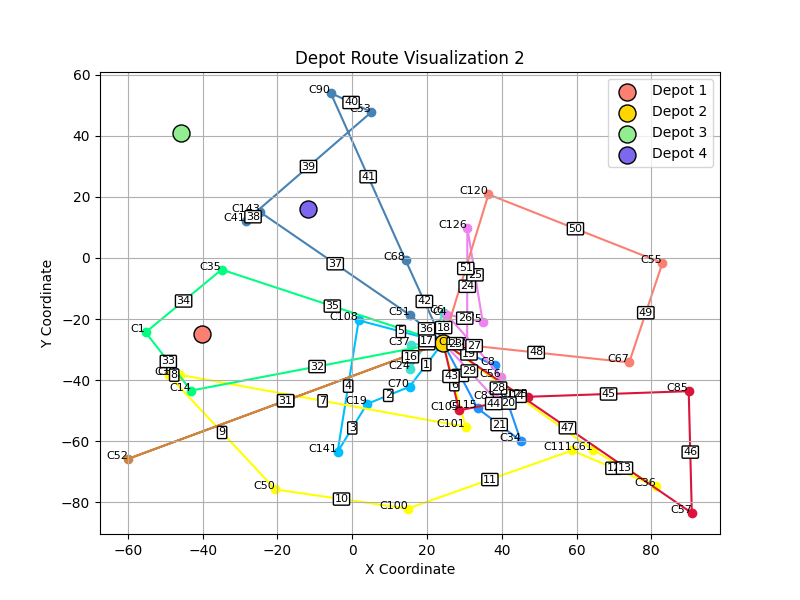 Depot Route Visualization 2
Depot 1
Depot 2
Depot 3
Depot 4
Y Coordinate
60
40
20
0
−20
−40
−60
−80
C90
40
39
41
C120
C143
C41
38
C126
50
37
C68
C55
C35
51
24
34
35
42
49
C108
C51
26
C1
5
36
18
C37
17
27
48
33
32
16
C24
C8
C67
8
C14
4
1
29
C56
43
28
C70
2
45
C85
31
7
C19
44
20
9
3
C101
21
47
C34
C52
C141
C111
C61
46
11
13
C50
10
C100
C36
C57
−60
−40
−20
0
20
40
60
80
X Coordinate